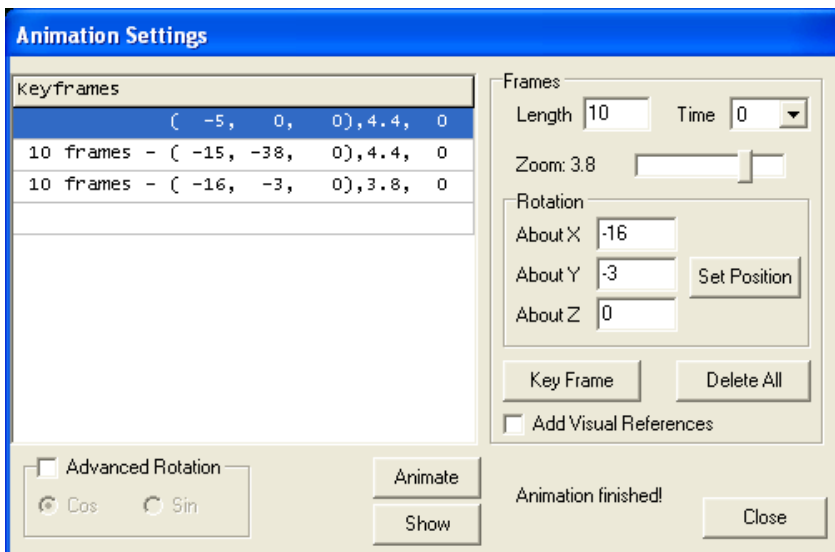 Animation Settings
Keyframes
( -5, 0, 0),4.4, 0
10 frames - ( -15, -38, 0),4.4, 0
10 frames - ( -16, -3, 0),3.8, 0
Frames
Length 10 Time 0
Zoom: 3.8
Rotation
About X -16
About Y -3
Set Position
About Z 0
Key Frame Delete All
Add Visual References
Advanced Rotation
Cos Sin
Animate
Show
Animation finished!
Close